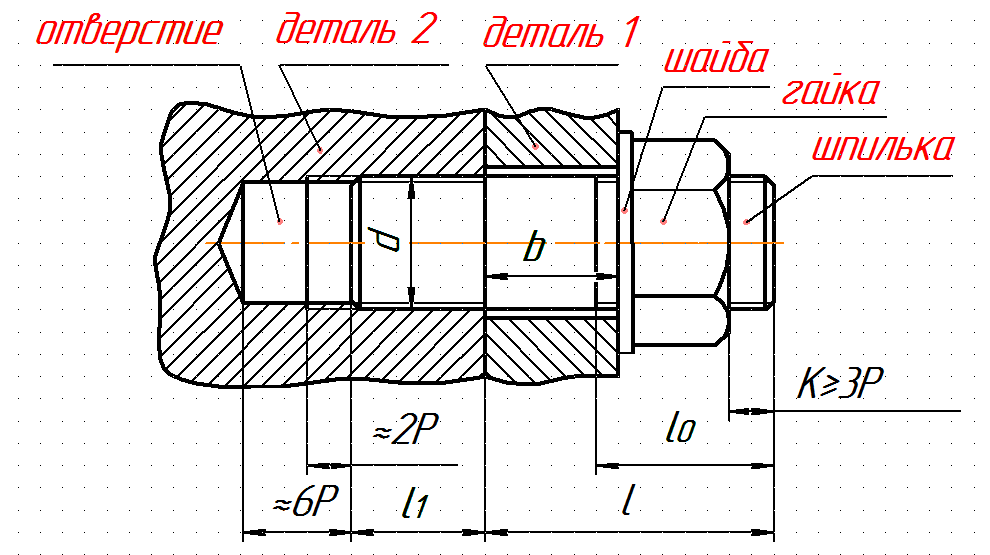 отверстие
деталь 2
деталь 1
шайба
гайка
шпилька
d
b
K≥3P
l0
≈2P
≈6P
l1
l